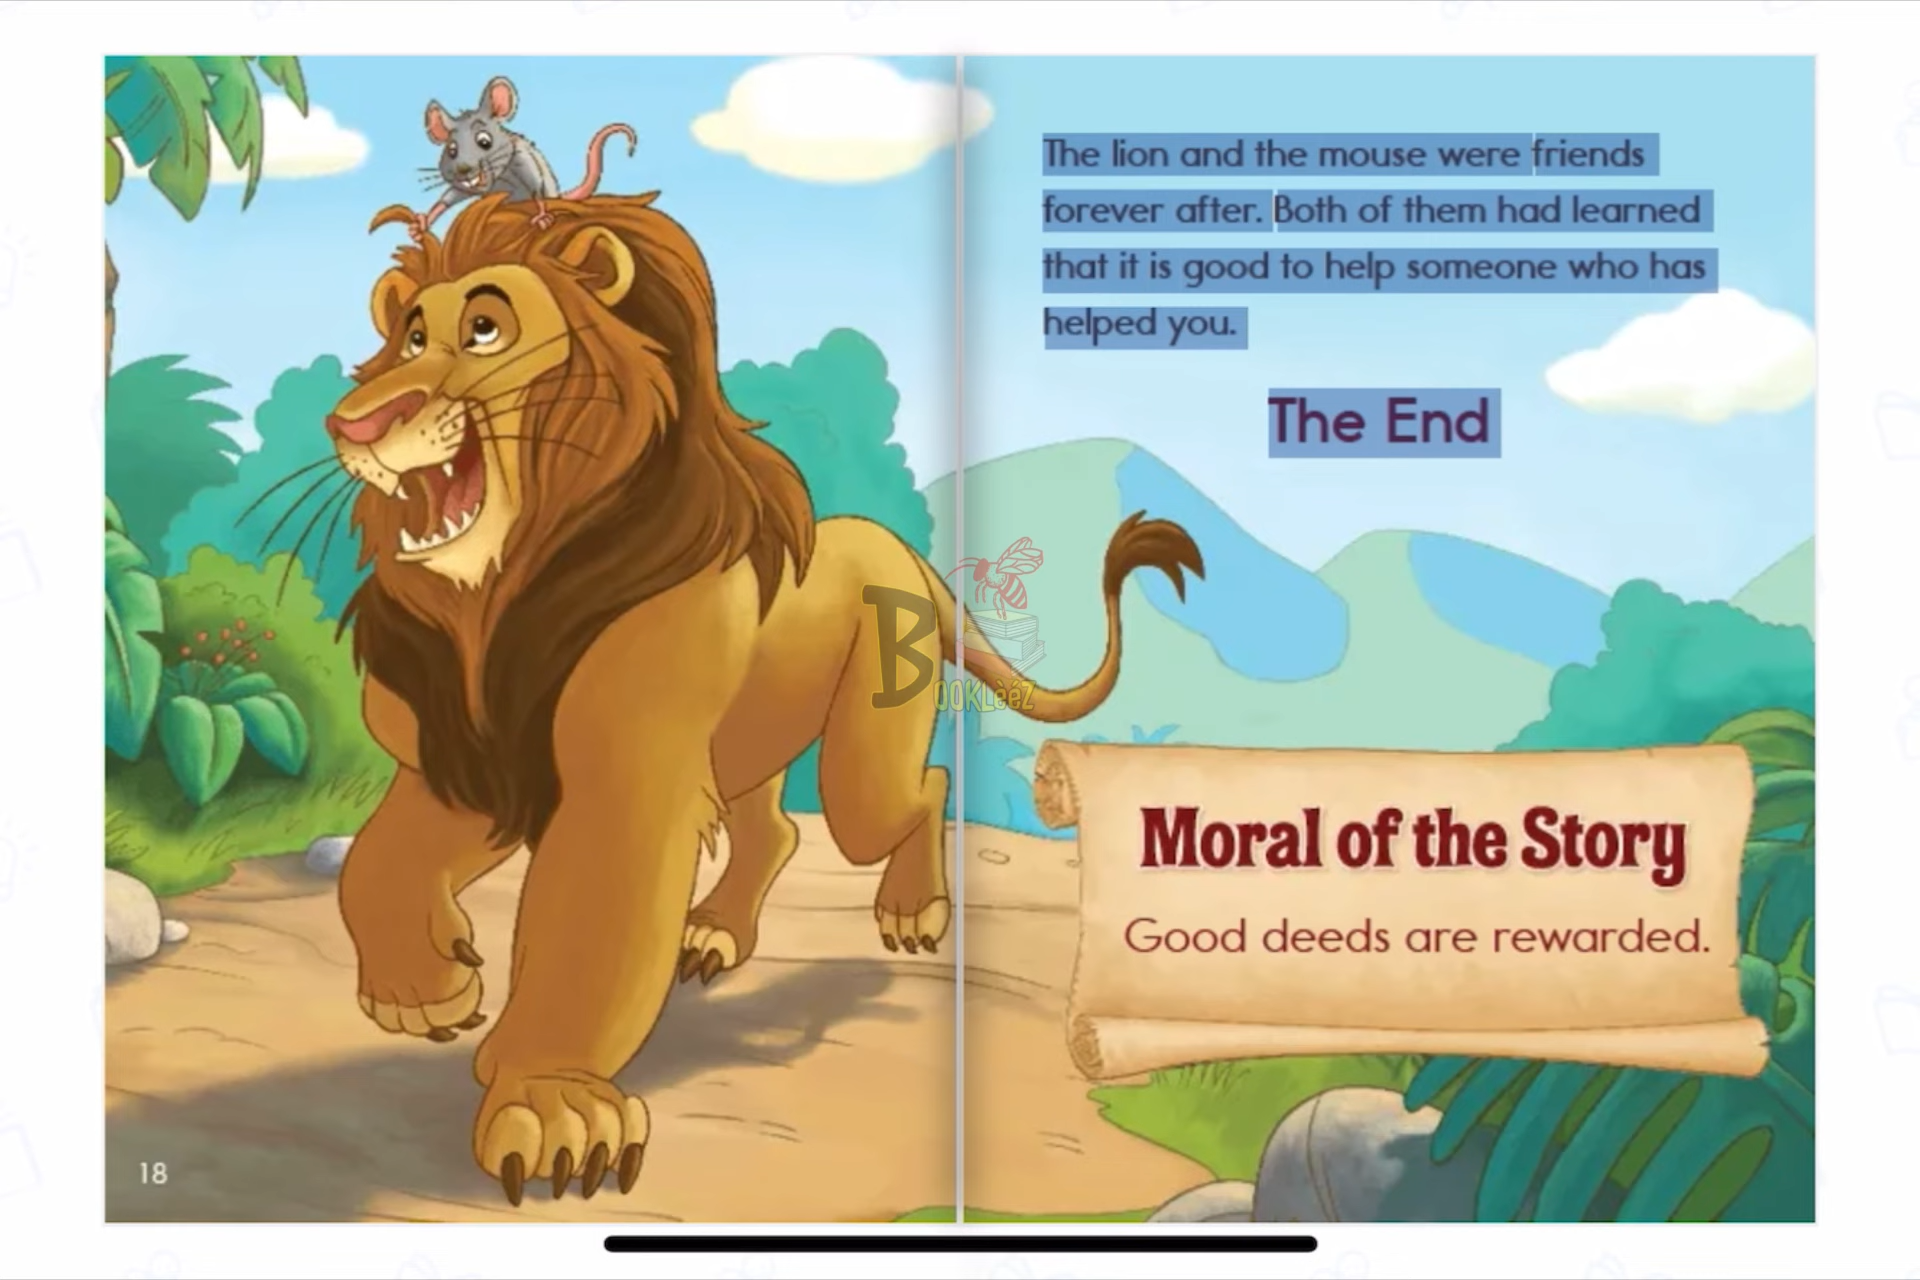 The lion and the mouse were friends
forever after. Both of them had learned
that it is good to help someone who has
helped you.
The End
BOOKLèéZ
Moral of the Story
Good deeds are rewarded.
18